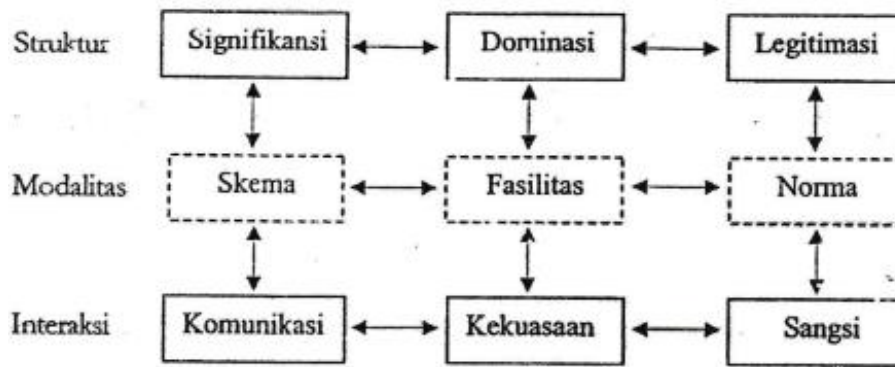 Struktur Signifikansi Dominasi Legitimasi
Modalitas Skema Fasilitas Norma
Interaksi Komunikasi Kekuasaan Sangsi